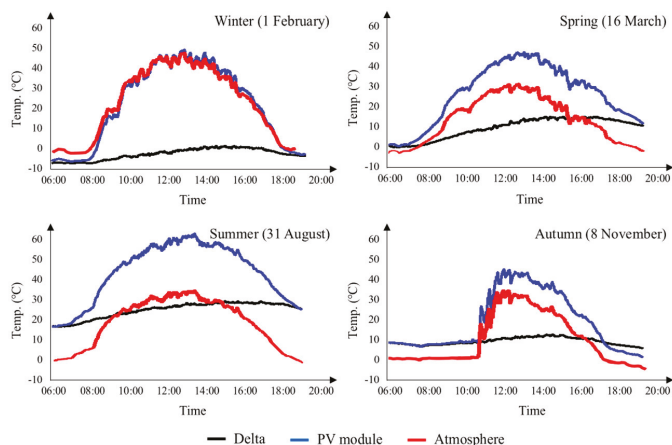 Winter (1 February)
60
50
40
30
20
10
0
-10
Temp. (°C)
06:00 08:00 10:00 12:00 14:00 16:00 18:00 20:00
Time
Spring (16 March)
60
50
40
30
20
10
0
-10
Temp. (°C)
06:00 08:00 10:00 12:00 14:00 16:00 18:00 20:00
Time
Summer (31 August)
60
50
40
30
20
10
0
-10
Temp. (°C)
06:00 08:00 10:00 12:00 14:00 16:00 18:00 20:00
Time
Autumn (8 November)
60
50
40
30
20
10
0
-10
Temp. (°C)
06:00 08:00 10:00 12:00 14:00 16:00 18:00 20:00
Time
Delta PV module Atmosphere